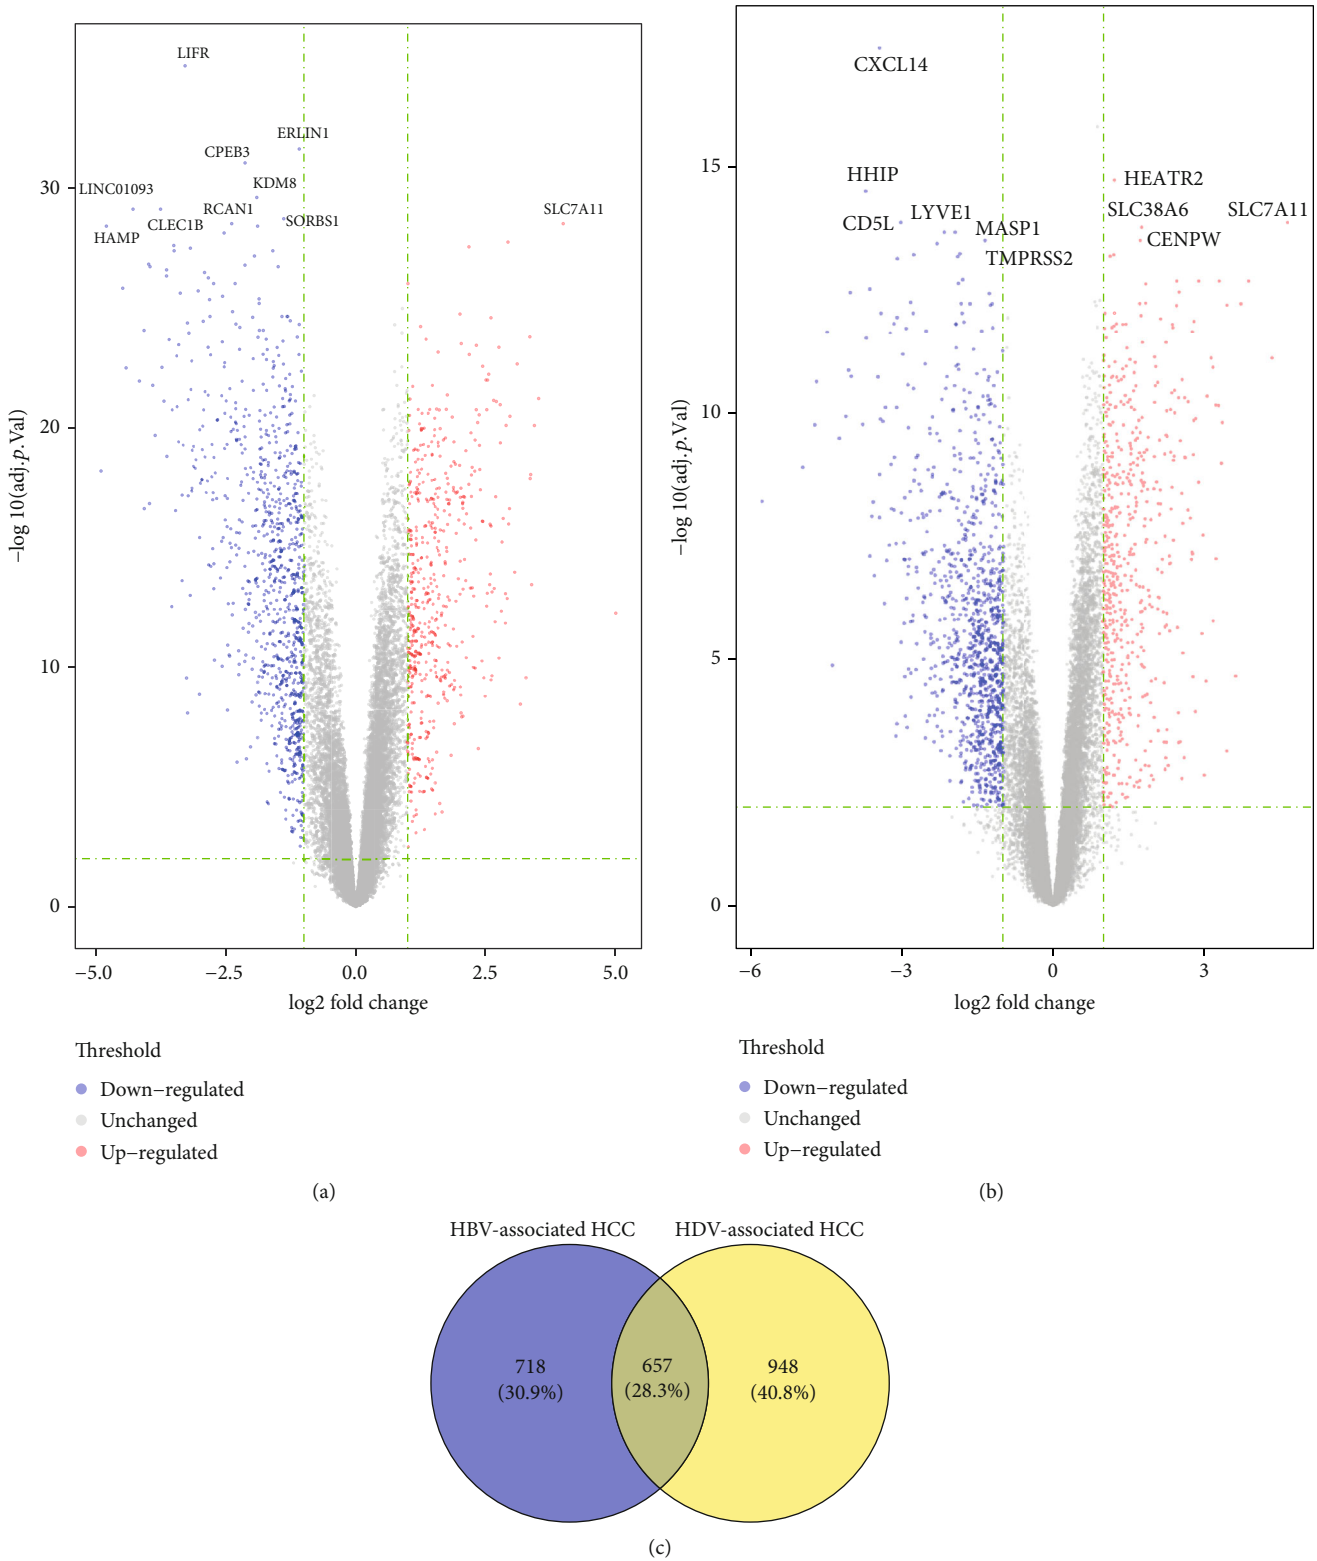 LIFR
ERLIN1
CPEB3
KDM8
LINC01093
RCAN1
CLEC1B
SORBS1
HAMP
SLC7A11
30
20
10
0
−log 10(adj.p.Val)
−5.0 −2.5 0.0 2.5 5.0
log2 fold change
Threshold
Down−regulated
Unchanged
Up−regulated
(a)
CXCL14
HHIP
HEATR2
LYVE1
SLC38A6
SLC7A11
CD5L
MASP1
CENPW
TMPRSS2
15
10
5
0
−log 10(adj.p.Val)
−6 −3 0 3
log2 fold change
Threshold
Down−regulated
Unchanged
Up−regulated
(b)
HBV-associated HCC HDV-associated HCC
718 657 948
(30.9%) (28.3%) (40.8%)
(c)